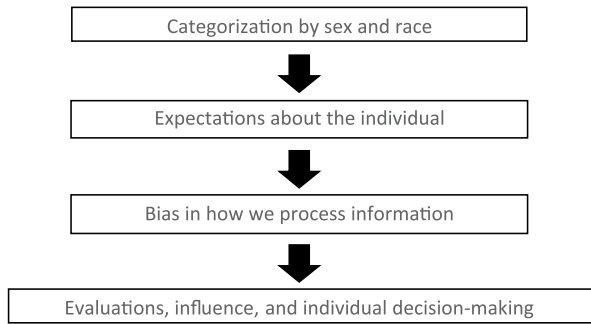 Categorization by sex and race
Expectations about the individual
Bias in how we process information
Evaluations, influence, and individual decision-making